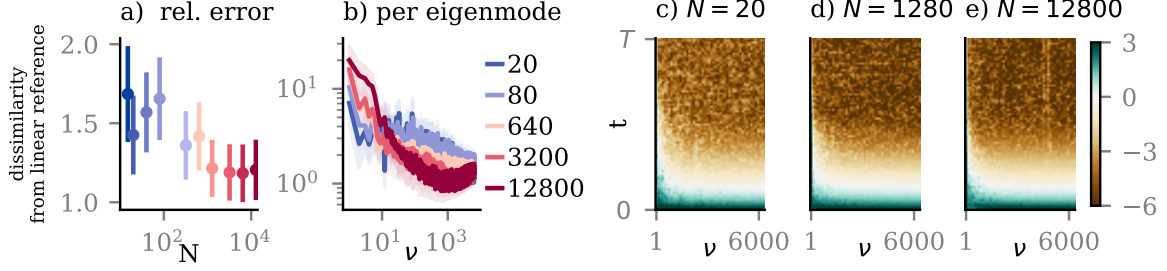 a)  rel. error
dissimilarity
from linear reference
2.0
1.5
1.0
10²
10⁴
N
b) per eigenmode
10¹
10⁰
10¹
10³
ν
20
80
640
3200
12800
c) N = 20
d) N = 1280
e) N = 12800
T
t
0
1
ν
6000
1
ν
6000
1
ν
6000
3
0
−3
−6